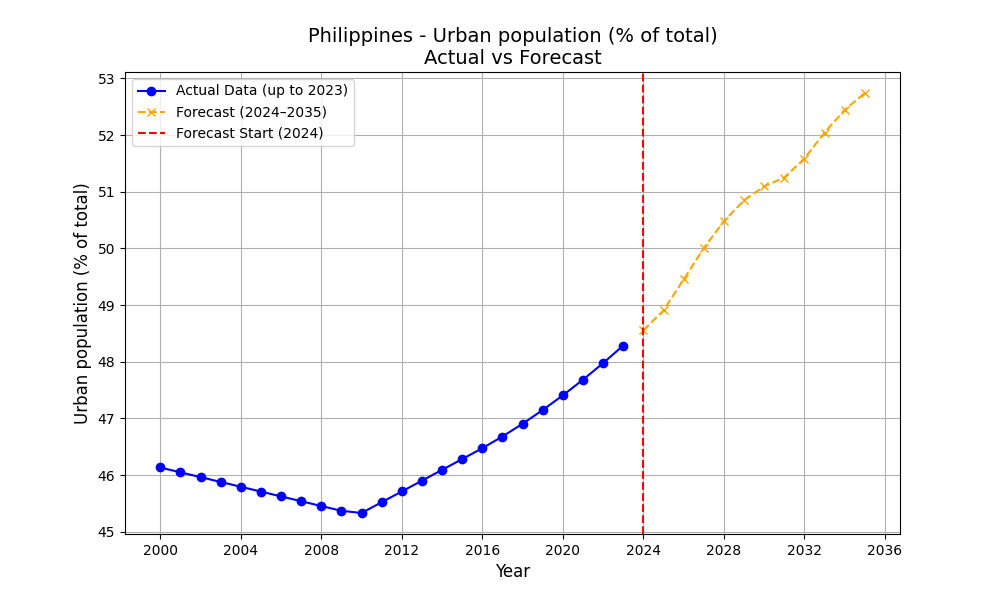 Philippines - Urban population (% of total)
Actual vs Forecast
Actual Data (up to 2023)
Forecast (2024–2035)
Forecast Start (2024)
Urban population (% of total)
53
52
51
50
49
48
47
46
45
2000 2004 2008 2012 2016 2020 2024 2028 2032 2036
Year